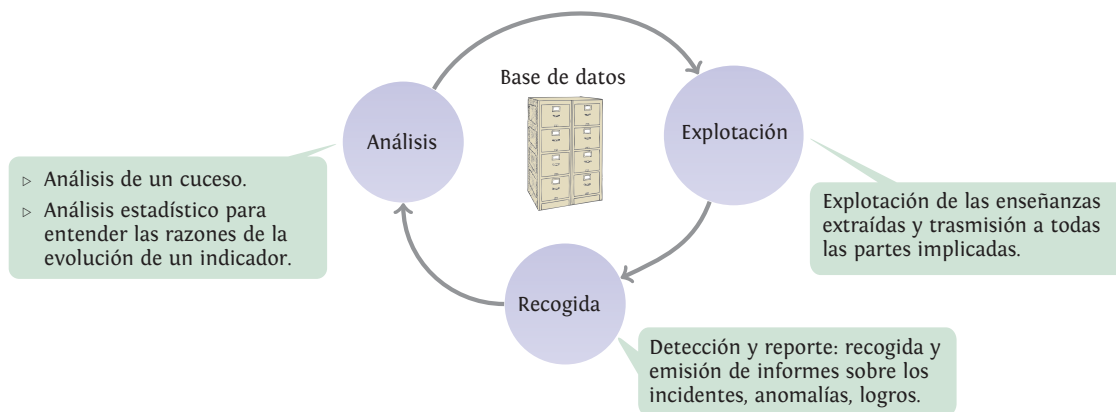 Base de datos
Análisis
Explotación
▹ Análisis de un cuceso.
▹ Análisis estadístico para
entender las razones de la
evolución de un indicador.
Explotación de las enseñanzas
extraídas y trasmisión a todas
las partes implicadas.
Recogida
Detección y reporte: recogida y
emisión de informes sobre los
incidentes, anomalías, logros.